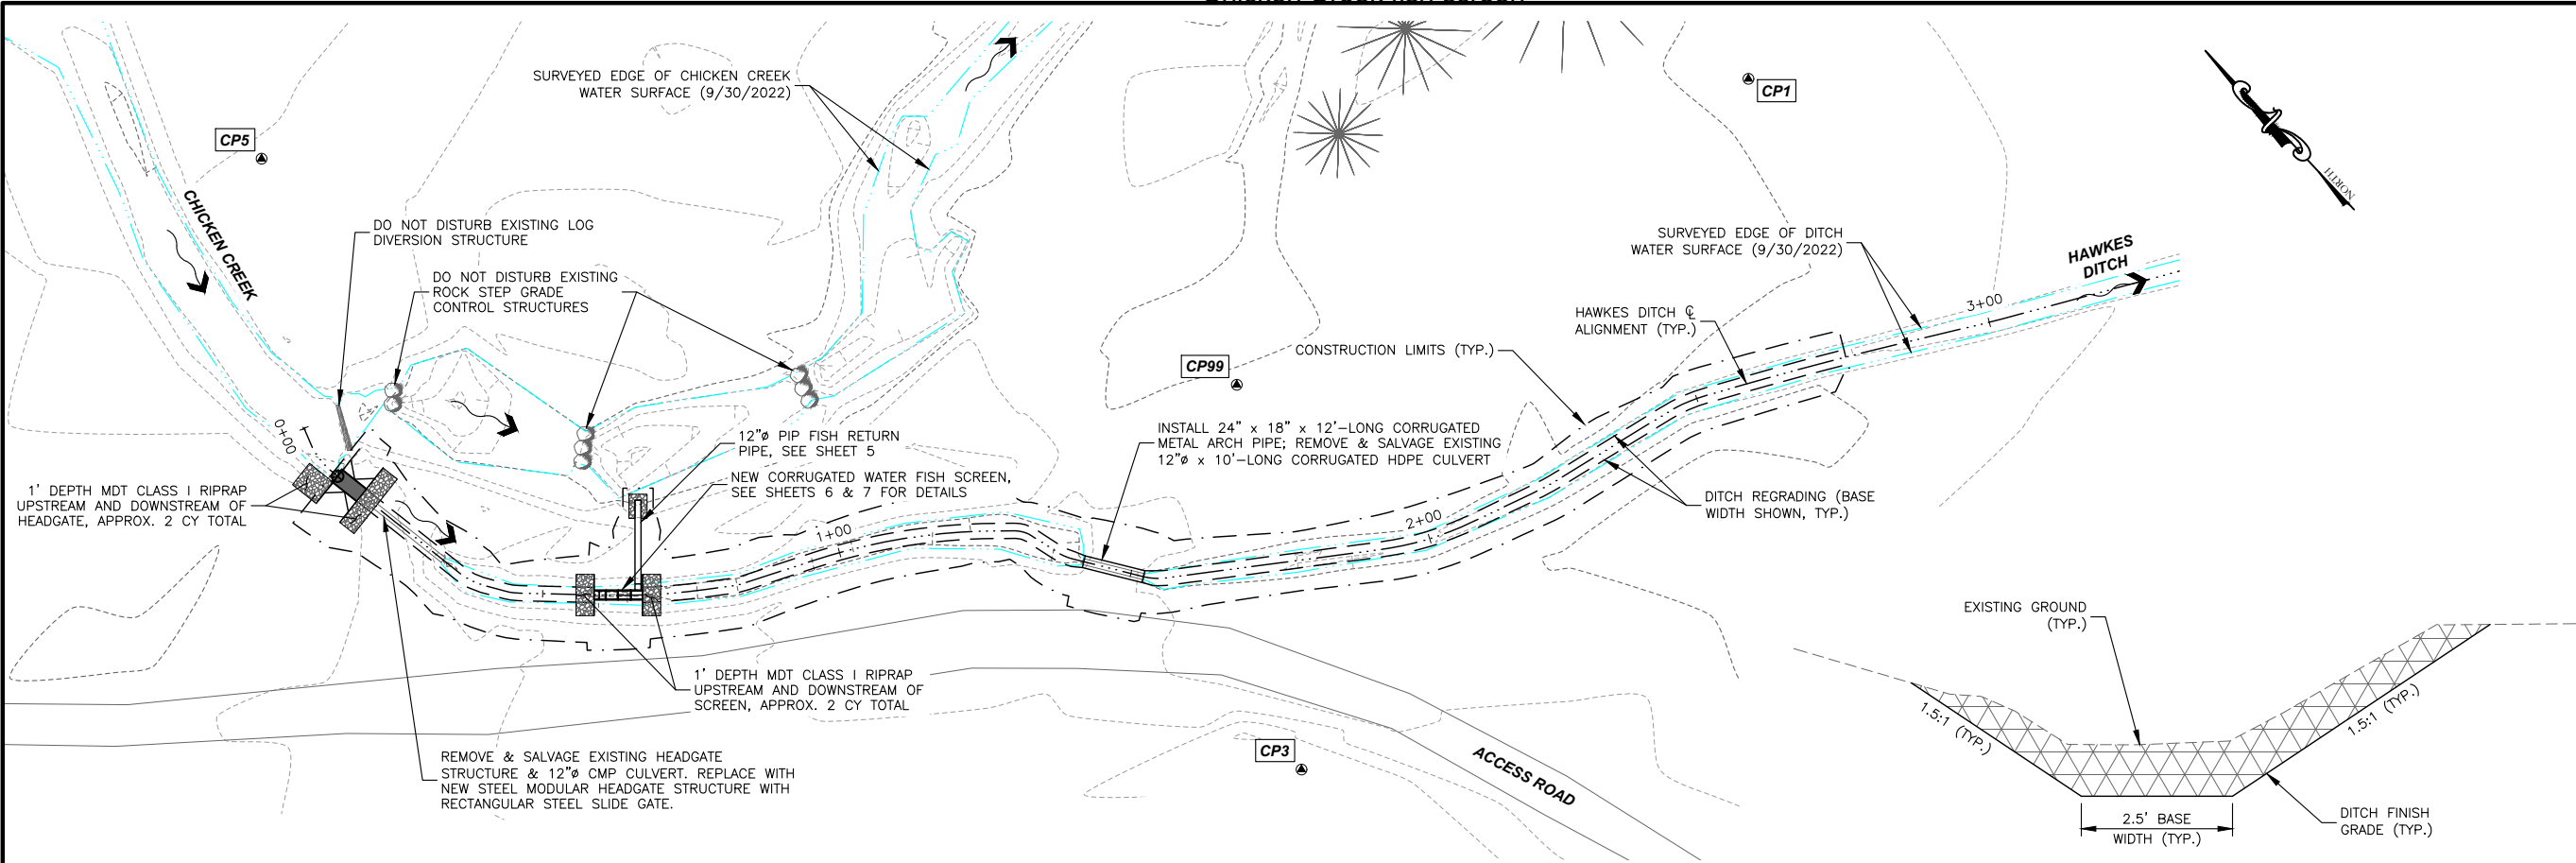 SURVEYED EDGE OF CHICKEN CREEK
WATER SURFACE (9/30/2022)
CP1
CP5
NORTH
CHICKEN CREEK
DO NOT DISTURB EXISTING LOG
DIVERSION STRUCTURE
DO NOT DISTURB EXISTING
ROCK STEP GRADE
CONTROL STRUCTURES
SURVEYED EDGE OF DITCH
WATER SURFACE (9/30/2022)
HAWKES
DITCH
3+00
HAWKES DITCH ℄
ALIGNMENT (TYP.)
CONSTRUCTION LIMITS (TYP.)
CP99
0+00
12"ø PIP FISH RETURN
PIPE, SEE SHEET 5
NEW CORRUGATED WATER FISH SCREEN,
SEE SHEETS 6 & 7 FOR DETAILS
INSTALL 24" x 18" x 12'-LONG CORRUGATED
METAL ARCH PIPE; REMOVE & SALVAGE EXISTING
12"ø x 10'-LONG CORRUGATED HDPE CULVERT
1' DEPTH MDT CLASS I RIPRAP
UPSTREAM AND DOWNSTREAM OF
HEADGATE, APPROX. 2 CY TOTAL
DITCH REGRADING (BASE
WIDTH SHOWN, TYP.)
1+00
2+00
1' DEPTH MDT CLASS I RIPRAP
UPSTREAM AND DOWNSTREAM OF
SCREEN, APPROX. 2 CY TOTAL
EXISTING GROUND
(TYP.)
1.5:1 (TYP.)
1.5:1 (TYP.)
REMOVE & SALVAGE EXISTING HEADGATE
STRUCTURE & 12"ø CMP CULVERT. REPLACE WITH
NEW STEEL MODULAR HEADGATE STRUCTURE WITH
RECTANGULAR STEEL SLIDE GATE.
CP3
ACCESS ROAD
2.5' BASE
WIDTH (TYP.)
DITCH FINISH
GRADE (TYP.)